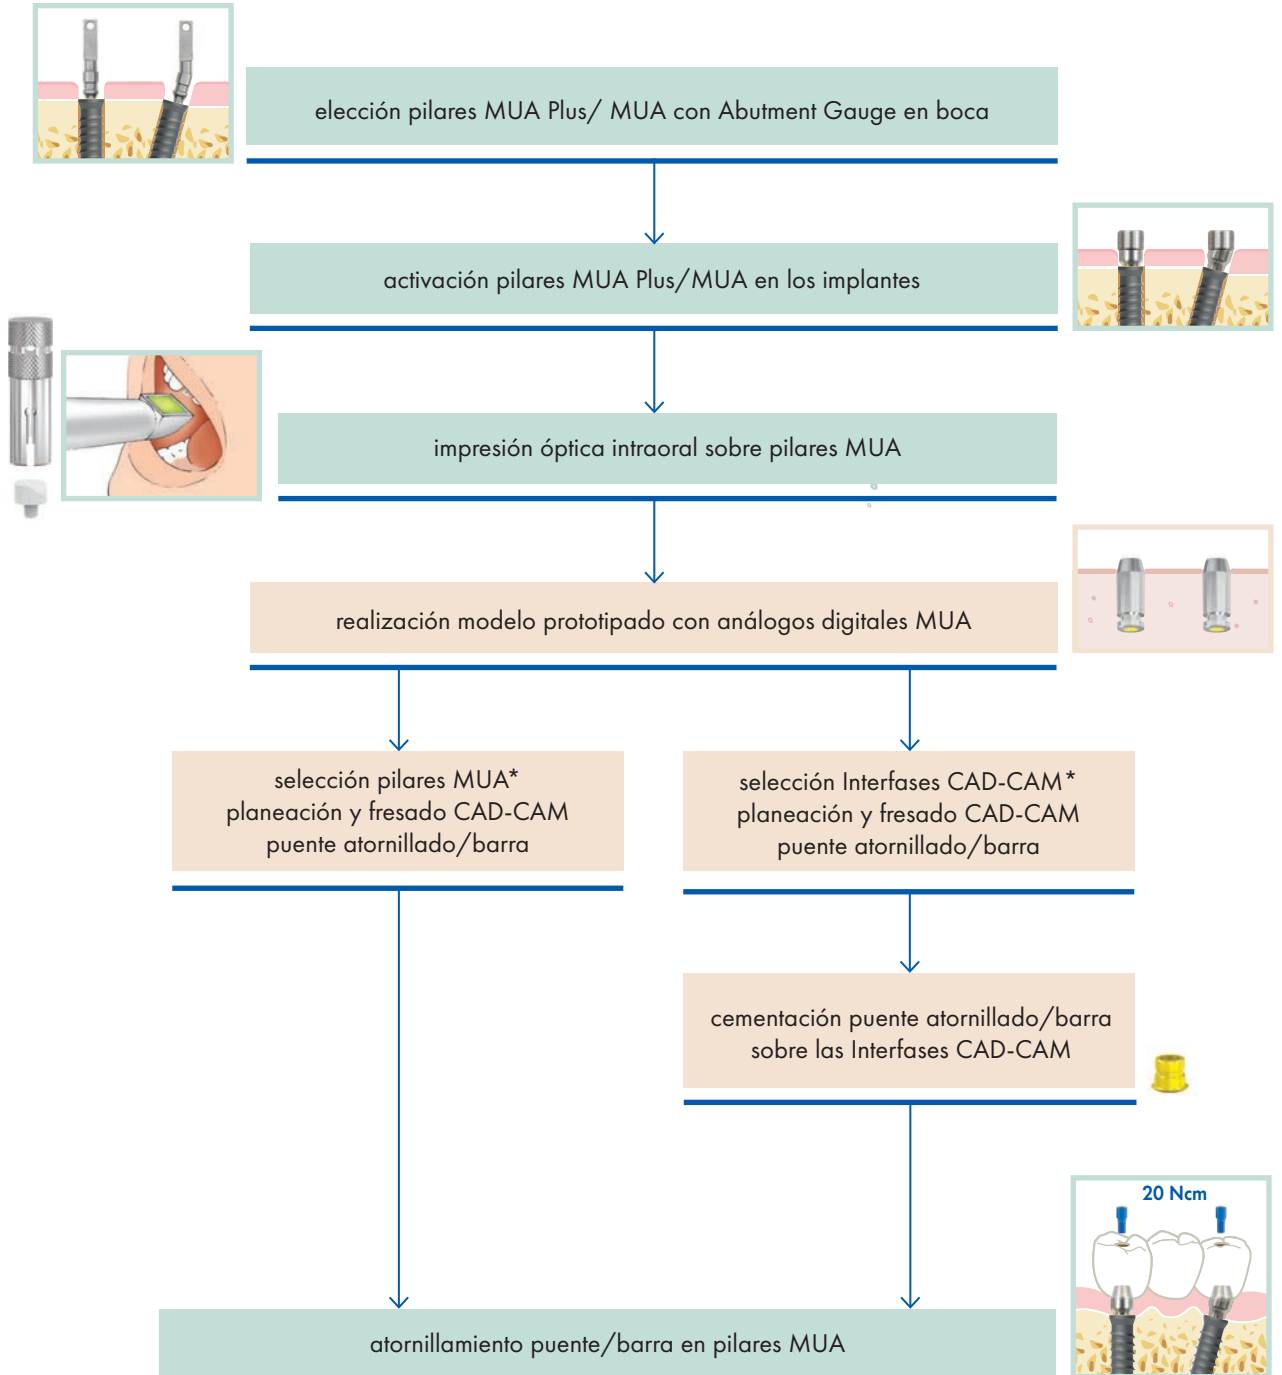 elección pilares MUA Plus/ MUA con Abutment Gauge en boca
activación pilares MUA Plus/MUA en los implantes
impresión óptica intraoral sobre pilares MUA
realización modelo prototipado con análogos digitales MUA
selección pilares MUA*
planeación y fresado CAD-CAM
puente atornillado/barra
selección Interfases CAD-CAM*
planeación y fresado CAD-CAM
puente atornillado/barra
cementación puente atornillado/barra
sobre las Interfases CAD-CAM
20 Ncm
atornillamiento puente/barra en pilares MUA